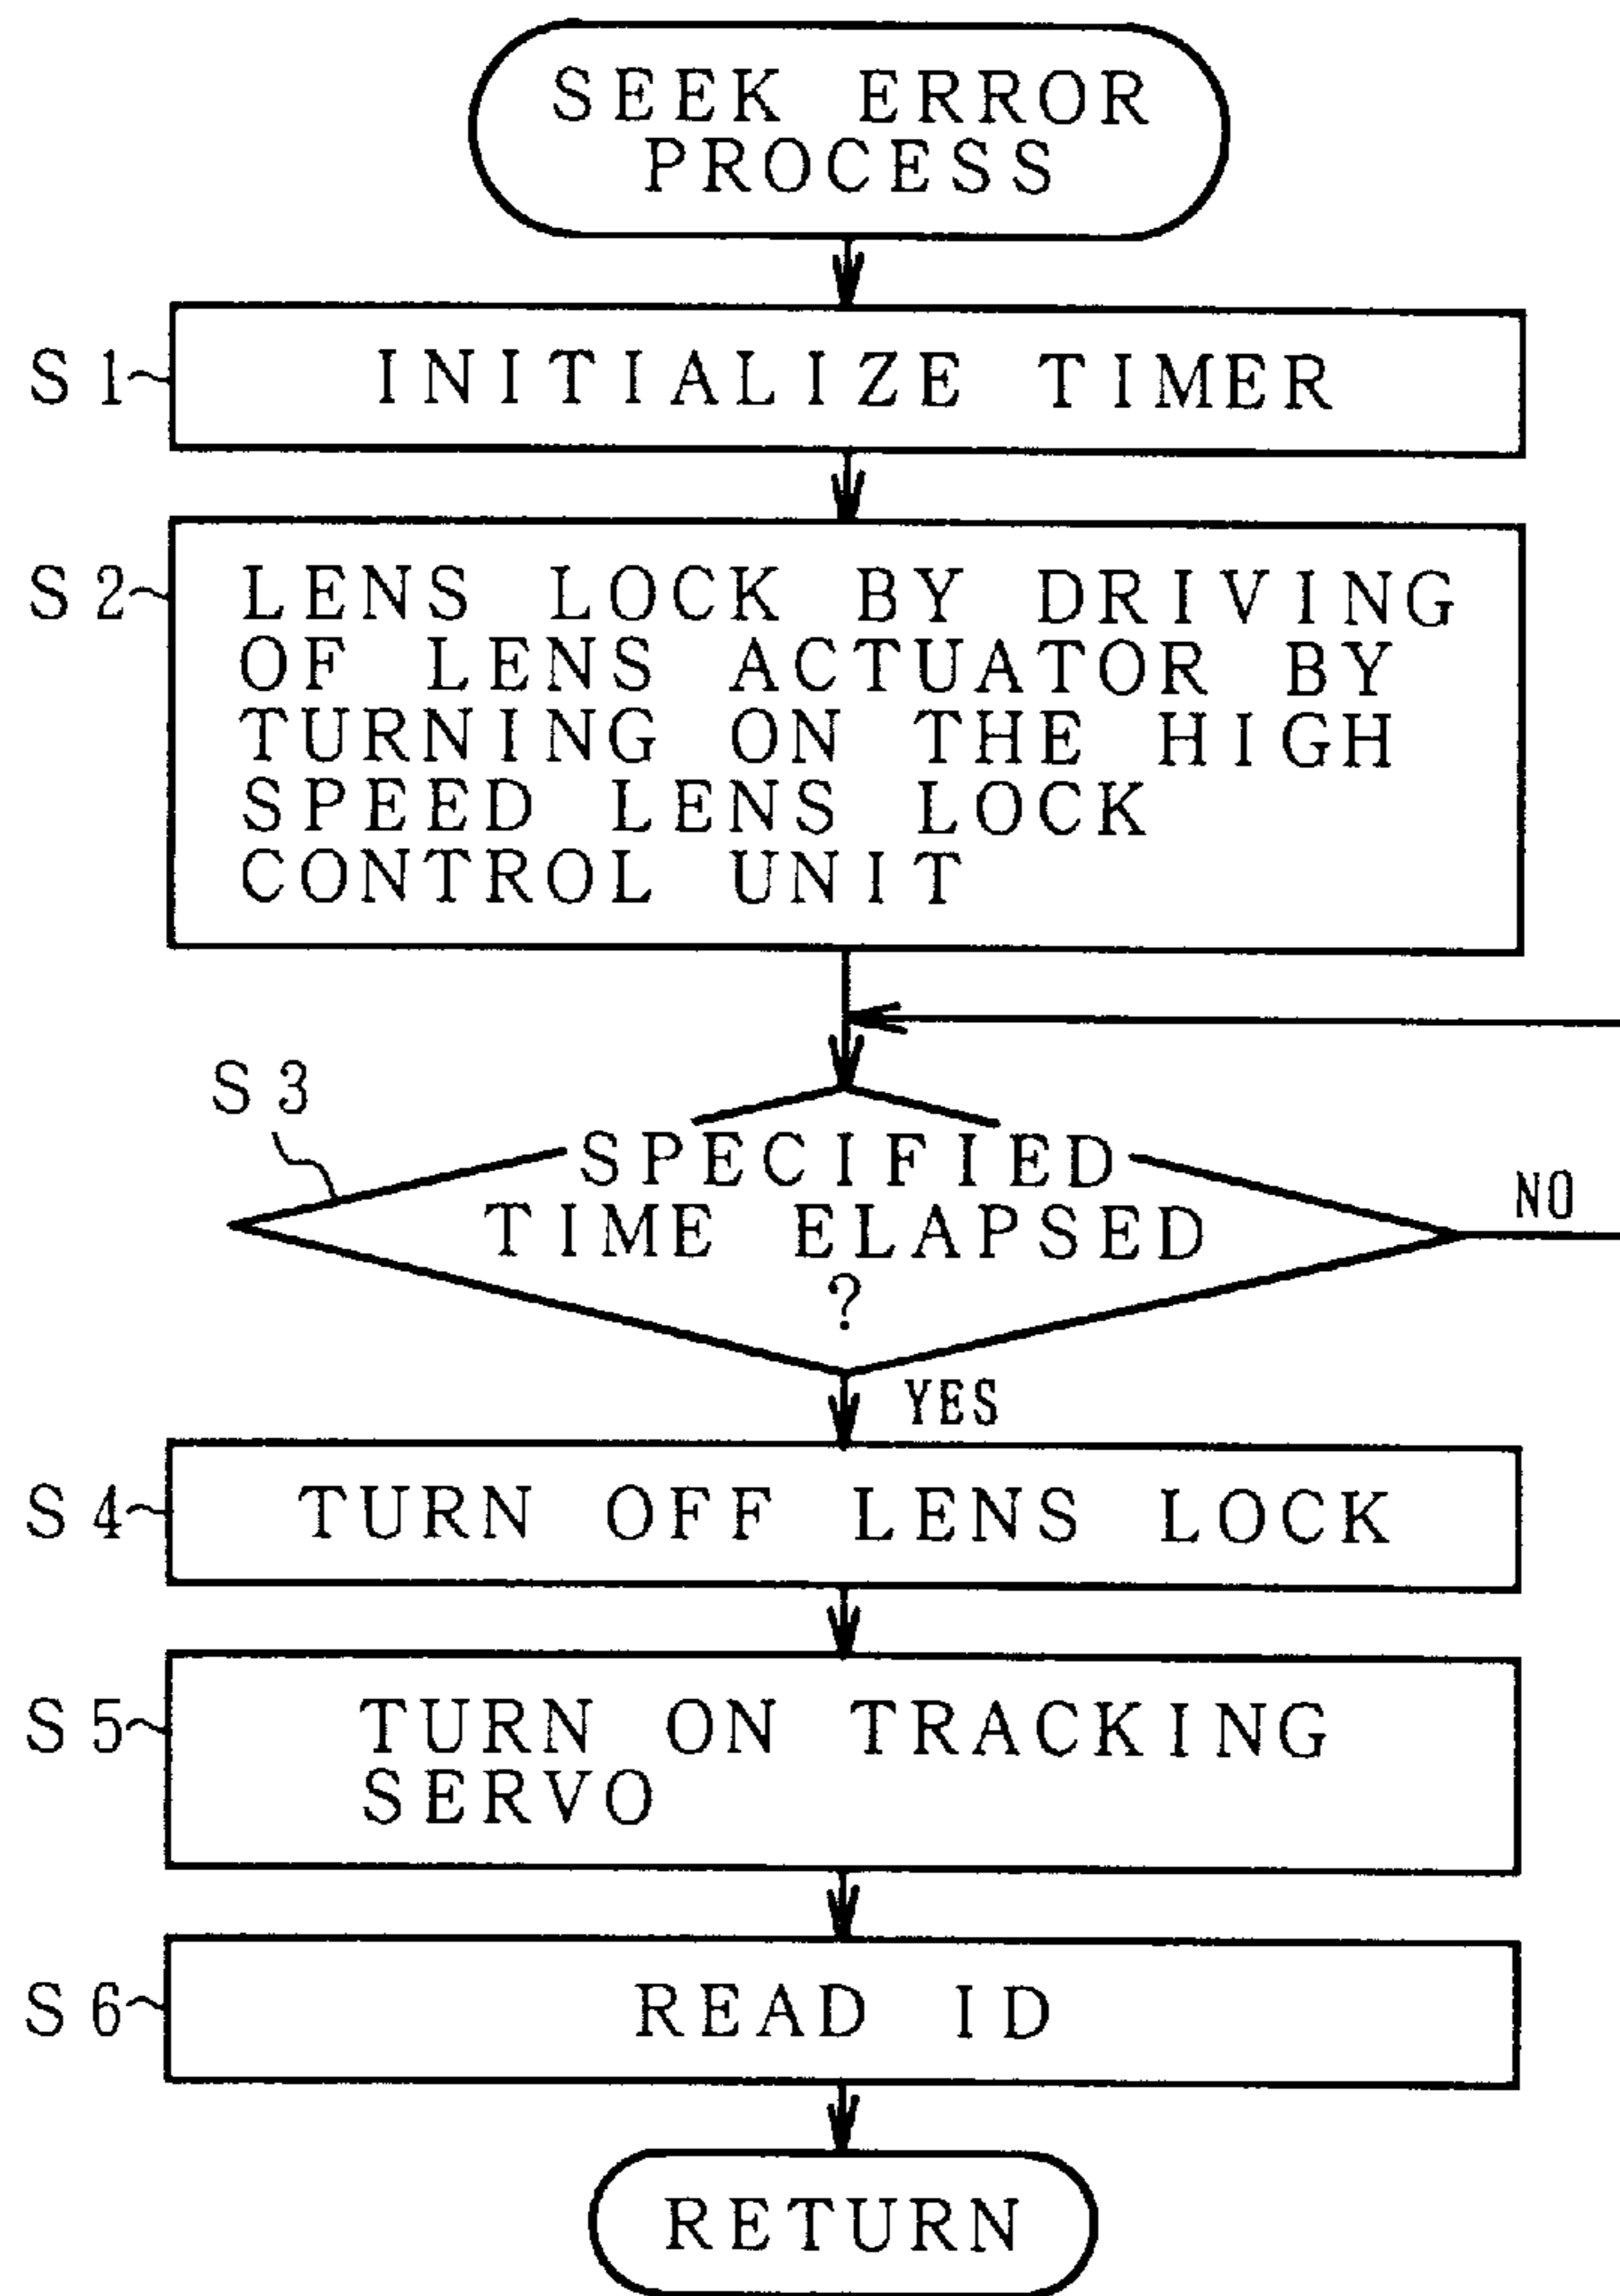 SEEK ERROR
PROCESS
S1
INITIALIZE TIMER
S2
LENS LOCK BY DRIVING
OF LENS ACTUATOR BY
TURNING ON THE HIGH
SPEED LENS LOCK
CONTROL UNIT
S3
SPECIFIED
TIME ELAPSED
?
NO
YES
S4
TURN OFF LENS LOCK
S5
TURN ON TRACKING
SERVO
S6
READ ID
RETURN